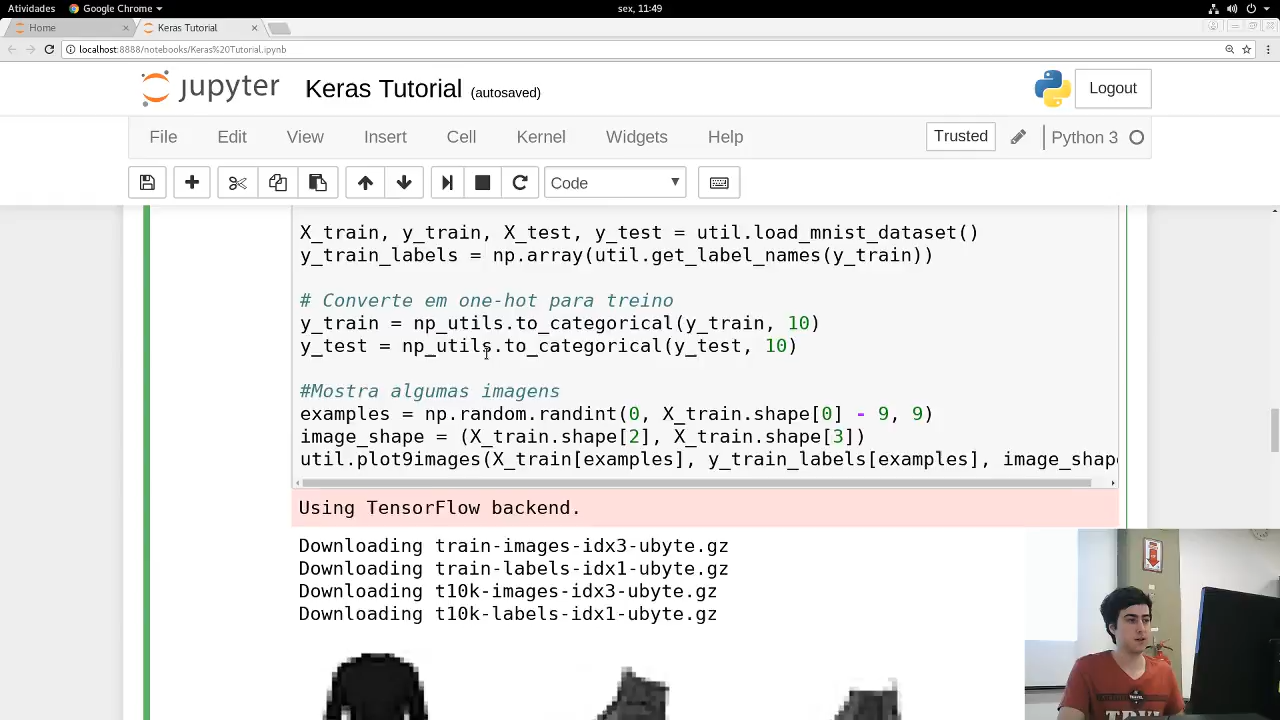 Atividades Google Chrome sex, 11:49
Home Keras Tutorial
localhost:8888/notebooks/Keras%20Tutorial.ipynb
jupyter Keras Tutorial (autosaved) Logout
File Edit View Insert Cell Kernel Widgets Help Trusted Python 3
Code
X_train, y_train, X_test, y_test = util.load_mnist_dataset()
y_train_labels = np.array(util.get_label_names(y_train))
# Converte em one-hot para treino
y_train = np_utils.to_categorical(y_train, 10)
y_test = np_utils.to_categorical(y_test, 10)
#Mostra algumas imagens
examples = np.random.randint(0, X_train.shape[0] - 9, 9)
image_shape = (X_train.shape[2], X_train.shape[3])
util.plot9images(X_train[examples], y_train_labels[examples], image_shape
Using TensorFlow backend.
Downloading train-images-idx3-ubyte.gz
Downloading train-labels-idx1-ubyte.gz
Downloading t10k-images-idx3-ubyte.gz
Downloading t10k-labels-idx1-ubyte.gz